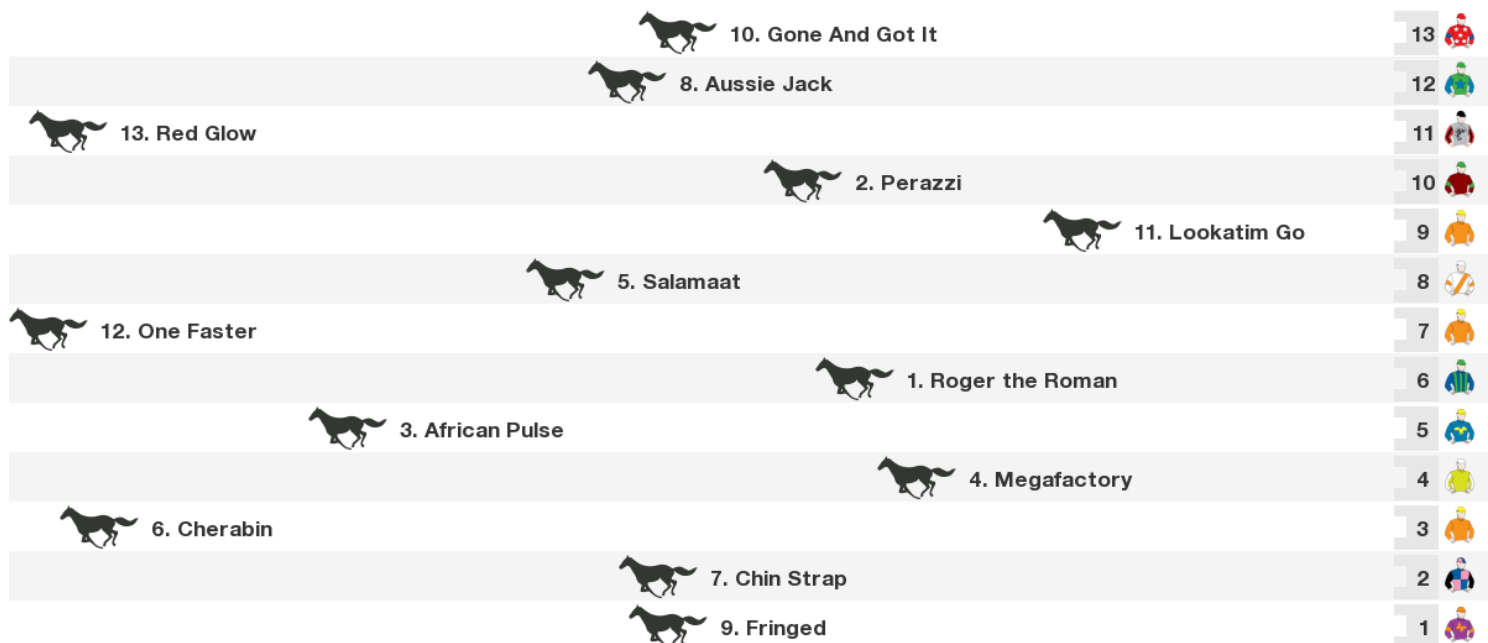 10. Gone And Got It 13
8. Aussie Jack 12
13. Red Glow 11
2. Perazzi 10
11. Lookatim Go 9
5. Salamaat 8
12. One Faster 7
1. Roger the Roman 6
3. African Pulse 5
4. Megafactory 4
6. Cherabin 3
7. Chin Strap 2
9. Fringed 1